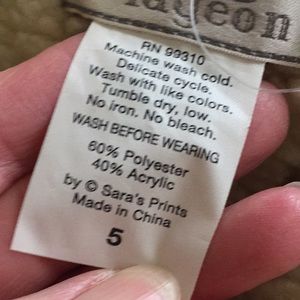 RN 99310
Machine wash cold.
Delicate cycle.
Wash with like colors.
Tumble dry, low.
No iron. No bleach.
WASH BEFORE WEARING
60% Polyester
40% Acrylic
by © Sara's Prints
Made in China
5